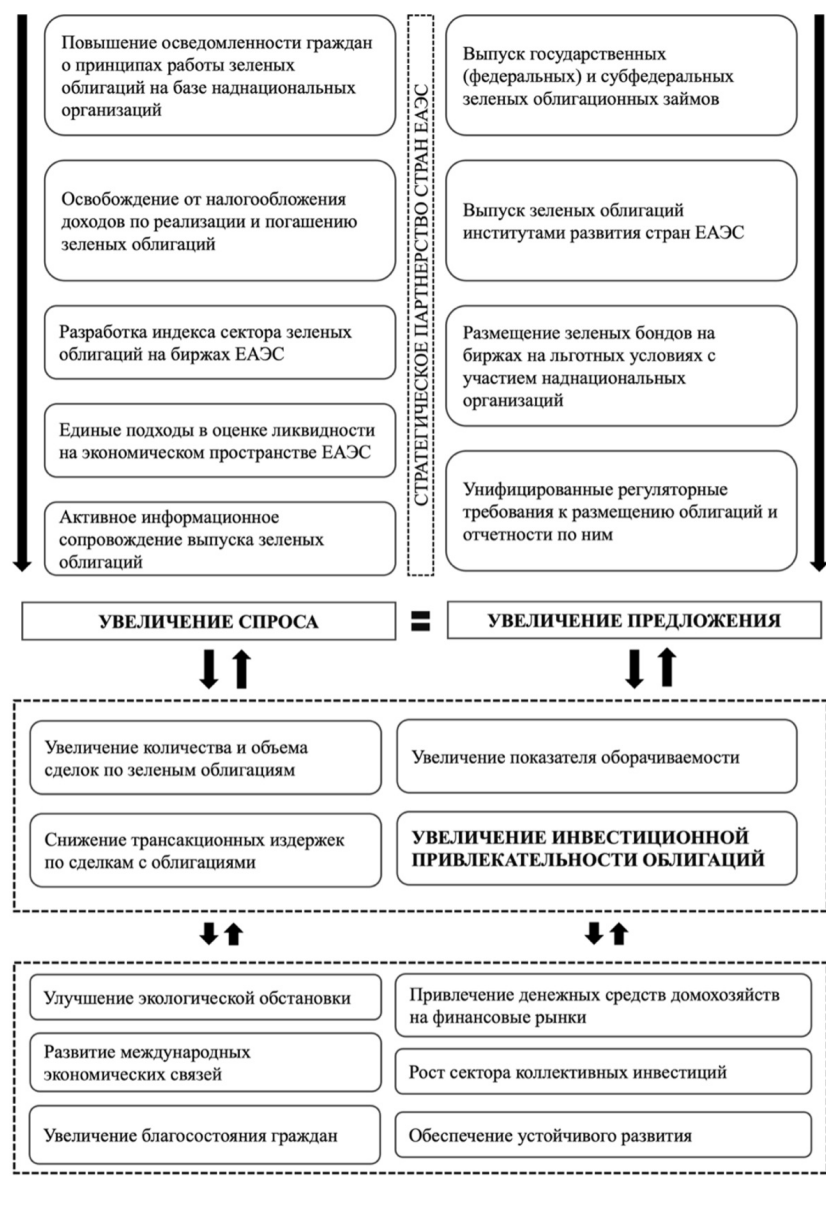 Повышение осведомленности граждан
о принципах работы зеленых
облигаций на базе наднациональных
организаций
Освобождение от налогообложения
доходов по реализации и погашению
зеленых облигаций
Разработка индекса сектора зеленых
облигаций на биржах ЕАЭС
Единые подходы в оценке ликвидности
на экономическом пространстве ЕАЭС
Активное информационное
сопровождение выпуска зеленых
облигаций
СТРАТЕГИЧЕСКОЕ ПАРТНЕРСТВО СТРАН ЕАЭС
Выпуск государственных
(федеральных) и субфедеральных
зеленых облигационных займов
Выпуск зеленых облигаций
институтами развития стран ЕАЭС
Размещение зеленых бондов на
биржах на льготных условиях с
участием наднациональных
организаций
Унифицированные регуляторные
требования к размещению облигаций и
отчетности по ним
УВЕЛИЧЕНИЕ СПРОСА
=
УВЕЛИЧЕНИЕ ПРЕДЛОЖЕНИЯ
Увеличение количества и объема
сделок по зеленым облигациям
Увеличение показателя оборачиваемости
Снижение трансакционных издержек
по сделкам с облигациями
УВЕЛИЧЕНИЕ ИНВЕСТИЦИОННОЙ
ПРИВЛЕКАТЕЛЬНОСТИ ОБЛИГАЦИЙ
Улучшение экологической обстановки
Привлечение денежных средств домохозяйств
на финансовые рынки
Развитие международных
экономических связей
Рост сектора коллективных инвестиций
Увеличение благосостояния граждан
Обеспечение устойчивого развития